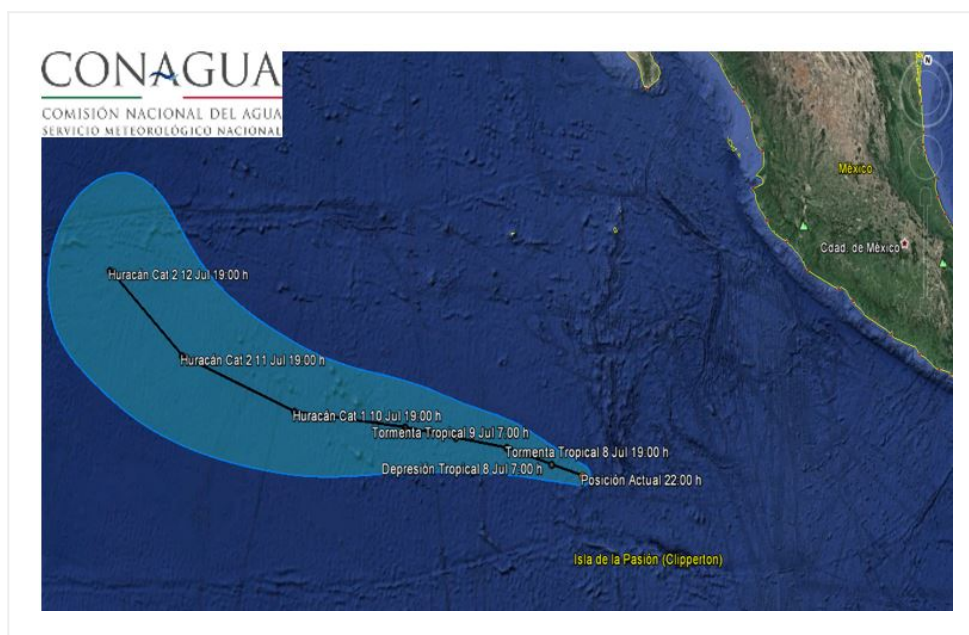 CONAGUA
COMISIÓN NACIONAL DEL AGUA
SERVICIO METEOROLÓGICO NACIONAL
N
México
Cdad. de México
Huracán Cat 2 12 Jul 19:00 h
Huracán Cat 2 11 Jul 19:00 h
Huracán Cat 1 10 Jul 19:00 h
Tormenta Tropical 9 Jul 7:00 h
Tormenta Tropical 8 Jul 19:00 h
Depresión Tropical 8 Jul 7:00 h
Posición Actual 22:00 h
Isla de la Pasión (Clipperton)